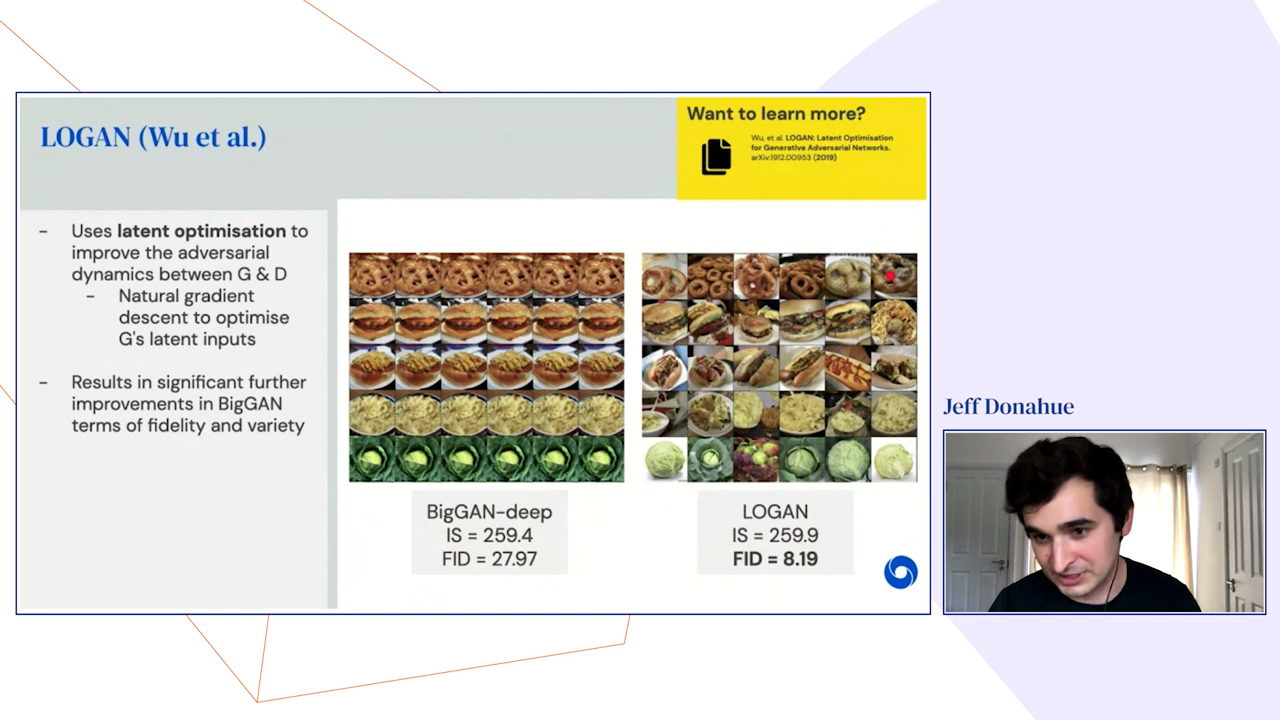 LOGAN (Wu et al.)
Want to learn more?
Wu, et al. LOGAN: Latent Optimisation
for Generative Adversarial Networks.
arXiv:1912.00953 (2019)
- Uses latent optimisation to
improve the adversarial
dynamics between G & D
- Natural gradient
descent to optimise
G's latent inputs
- Results in significant further
improvements in BigGAN
terms of fidelity and variety
BigGAN-deep
IS = 259.4
FID = 27.97
LOGAN
IS = 259.9
FID = 8.19
Jeff Donahue